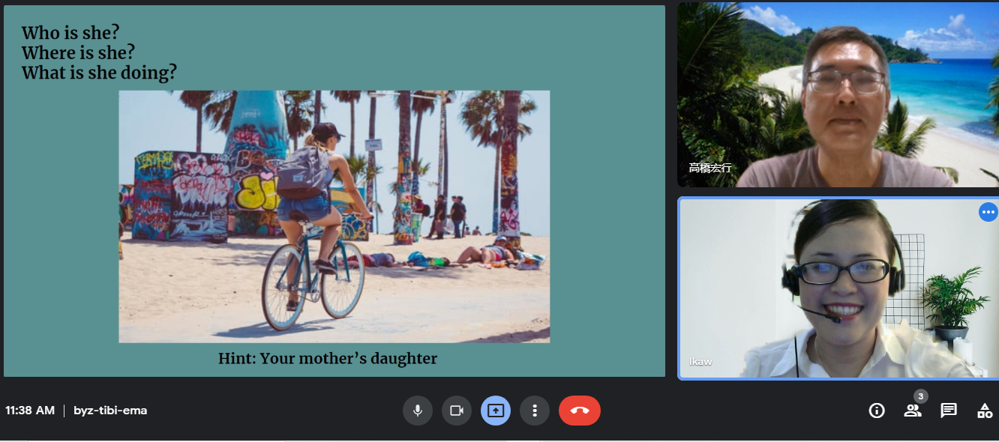 Who is she?
Where is she?
What is she doing?
Hint: Your mother's daughter
高橋宏行
Ikaw
11:38 AM | byz-tibi-ema
3